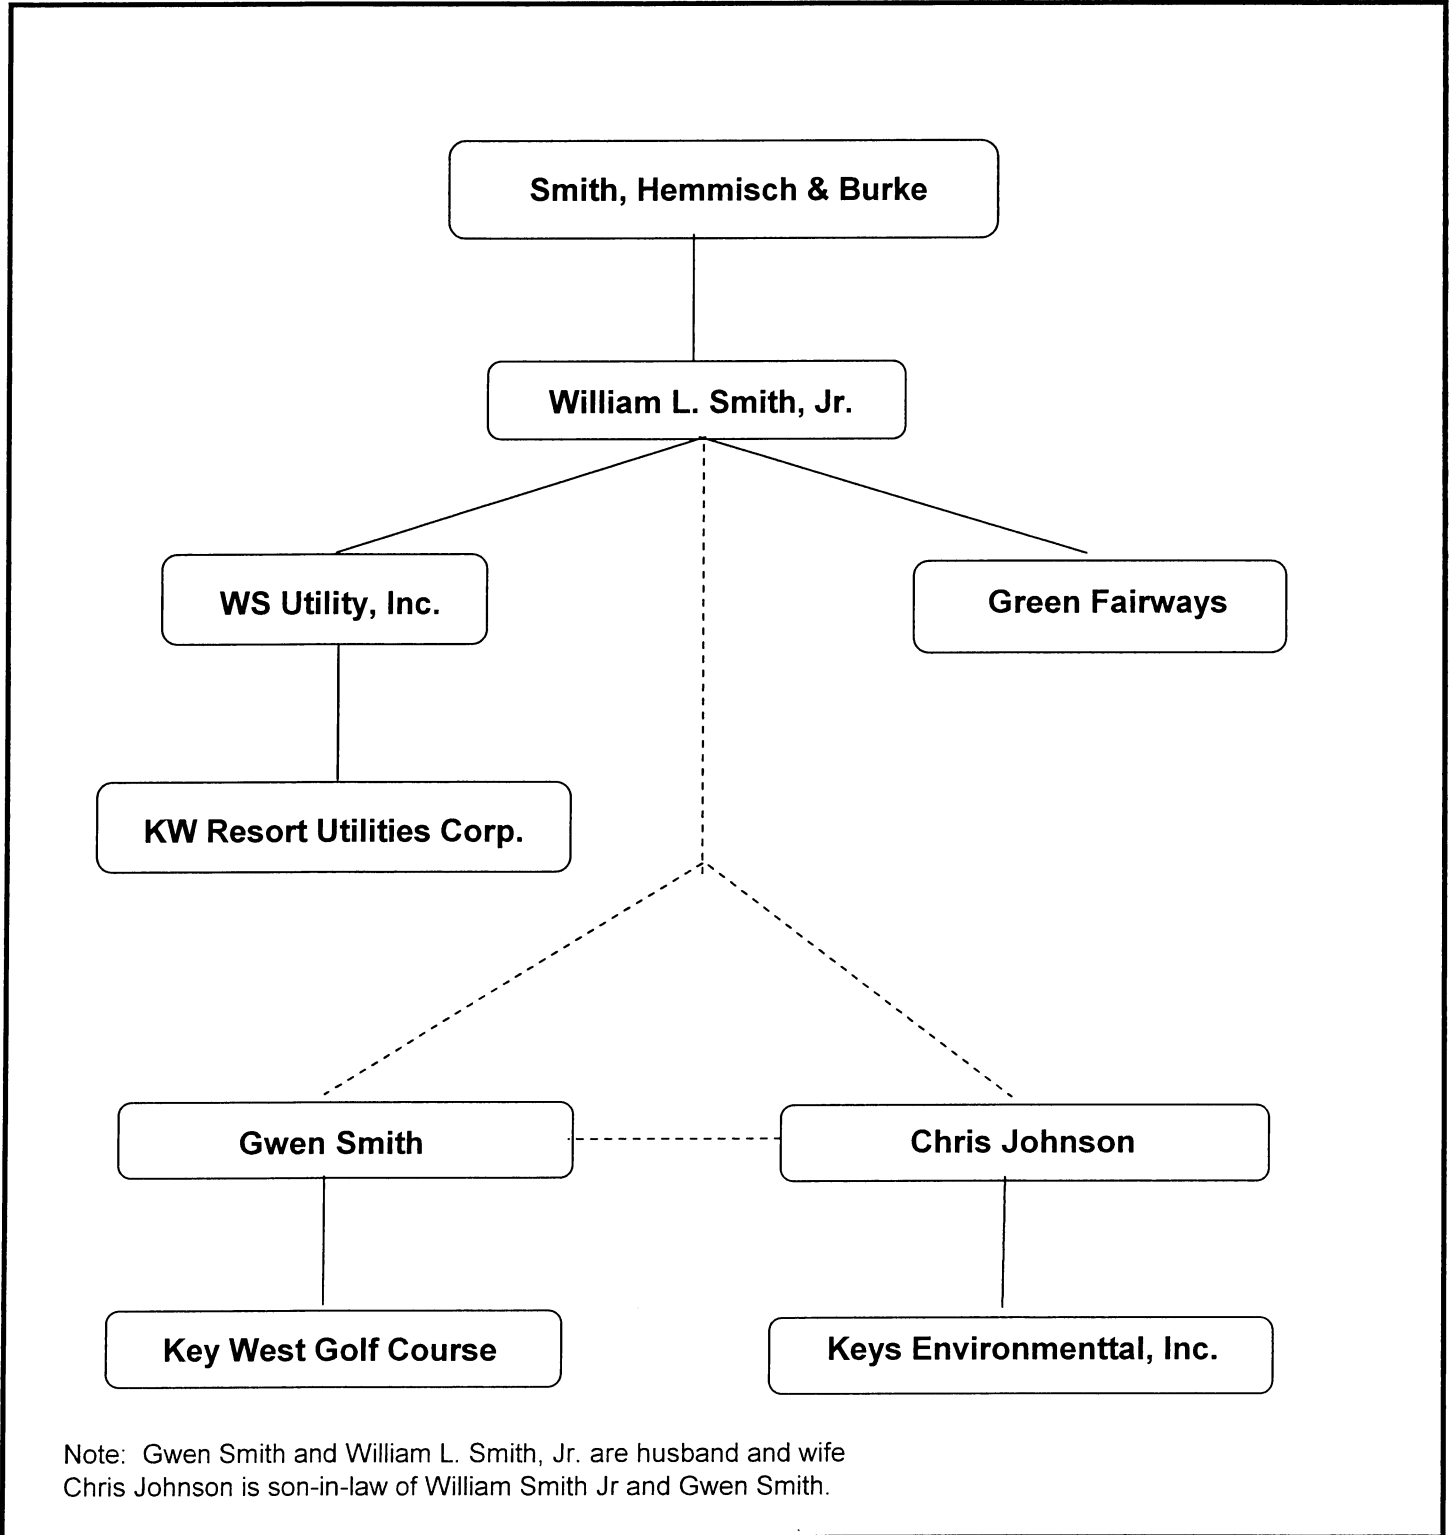 Smith, Hemmisch & Burke
William L. Smith, Jr.
WS Utility, Inc.
Green Fairways
KW Resort Utilities Corp.
Gwen Smith
Chris Johnson
Key West Golf Course
Keys Environmenttal, Inc.
Note: Gwen Smith and William L. Smith, Jr. are husband and wife
Chris Johnson is son-in-law of William Smith Jr and Gwen Smith.